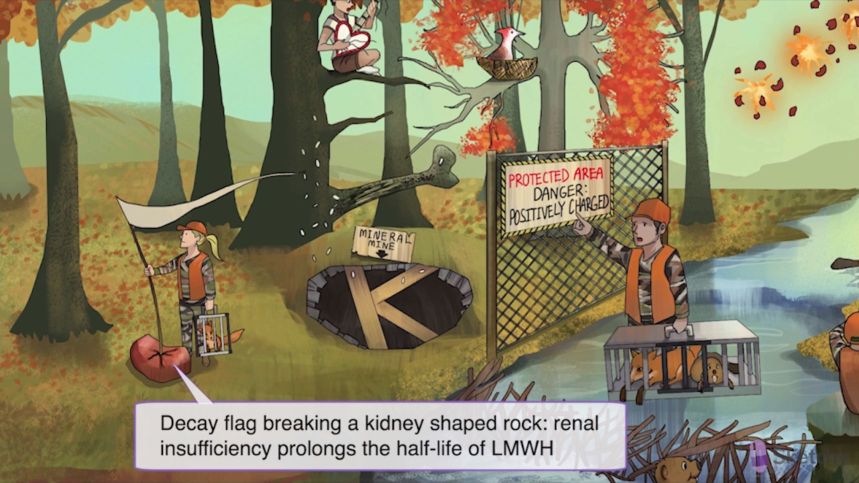 PROTECTED AREA
DANGER:
POSITIVELY CHARGED
MINERAL
MINE
Decay flag breaking a kidney shaped rock: renal
insufficiency prolongs the half-life of LMWH